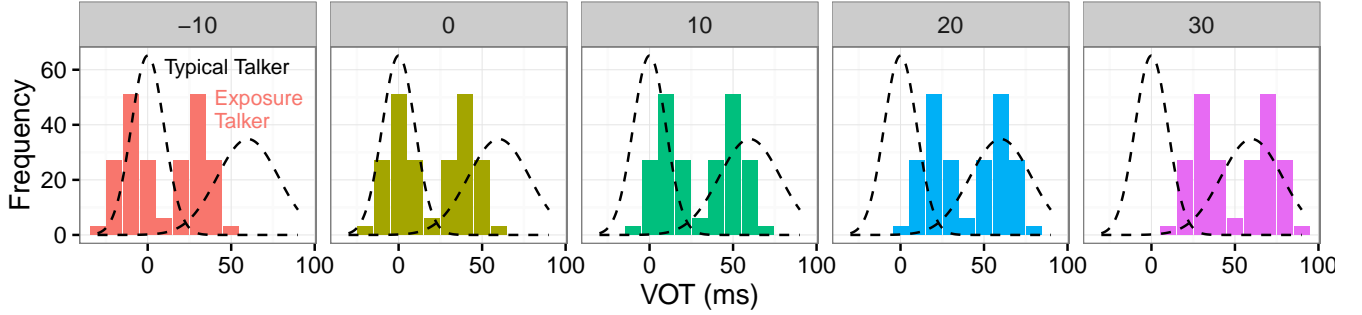 −10 0 10 20 30
Frequency
60
40
20
0
Typical Talker
Exposure
Talker
0 50 100 0 50 100 0 50 100 0 50 100 0 50 100
VOT (ms)